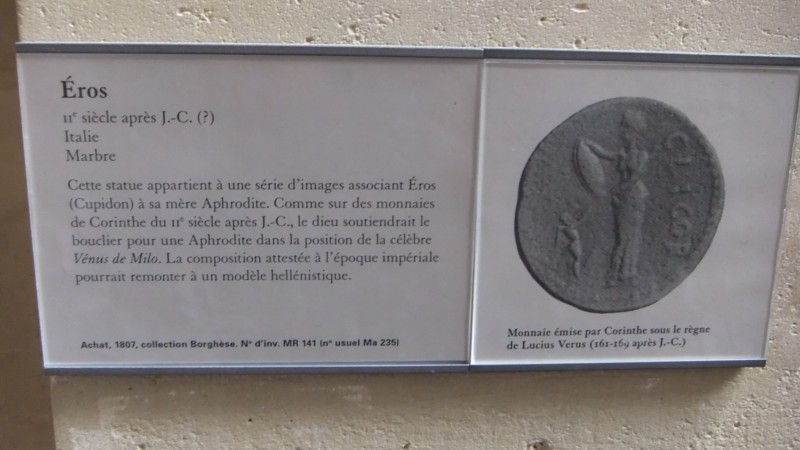 Éros
IIᵉ siècle après J.-C. (?)
Italie
Marbre
Cette statue appartient à une série d'images associant Éros
(Cupidon) à sa mère Aphrodite. Comme sur des monnaies
de Corinthe du IIᵉ siècle après J.-C., le dieu soutiendrait le
bouclier pour une Aphrodite dans la position de la célèbre
Vénus de Milo. La composition attestée à l'époque impériale
pourrait remonter à un modèle hellénistique.
Achat, 1807, collection Borghèse. Nº d'inv. MR 141 (nº usuel Ma 235)
CLICOR
Monnaie émise par Corinthe sous le règne
de Lucius Verus (161-169 après J.-C.)